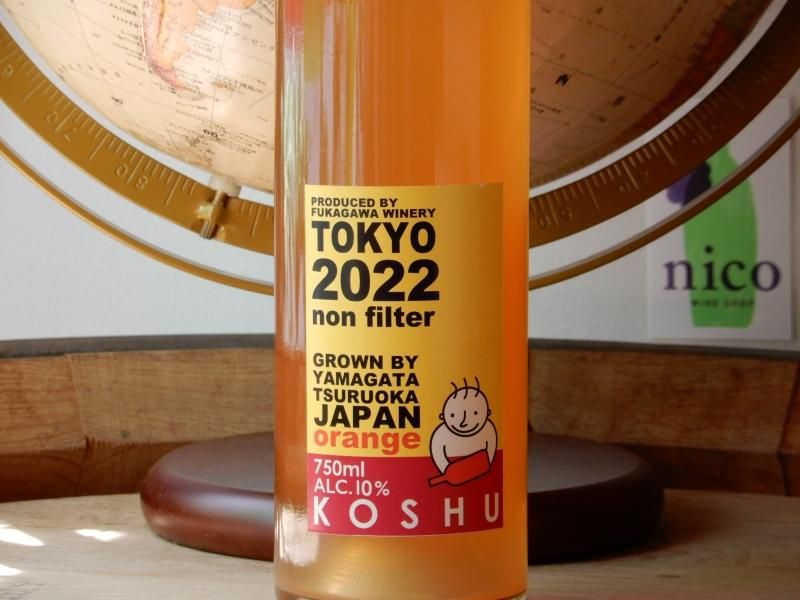 PRODUCED BY
FUKAGAWA WINERY
TOKYO
2022
non filter
GROWN BY
YAMAGATA
TSURUOKA
JAPAN
orange
750ml
ALC.10%
KOSHU
nico
WINE SHOP